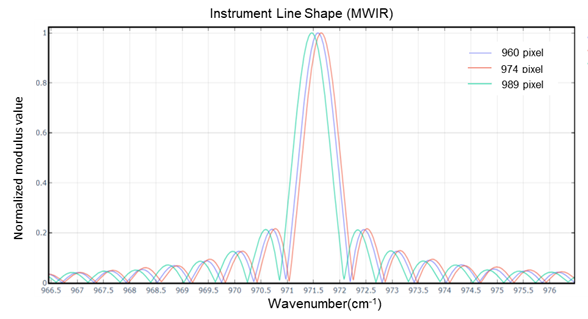 Instrument Line Shape (MWIR)
Normalized modulus value
1
0.8
0.6
0.4
0.2
0
960 pixel
974 pixel
989 pixel
966.5 967 967.5 968 968.5 969 969.5 970 970.5 971 971.5 972 972.5 973 973.5 974 974.5 975 975.5 976
Wavenumber(cm⁻¹)